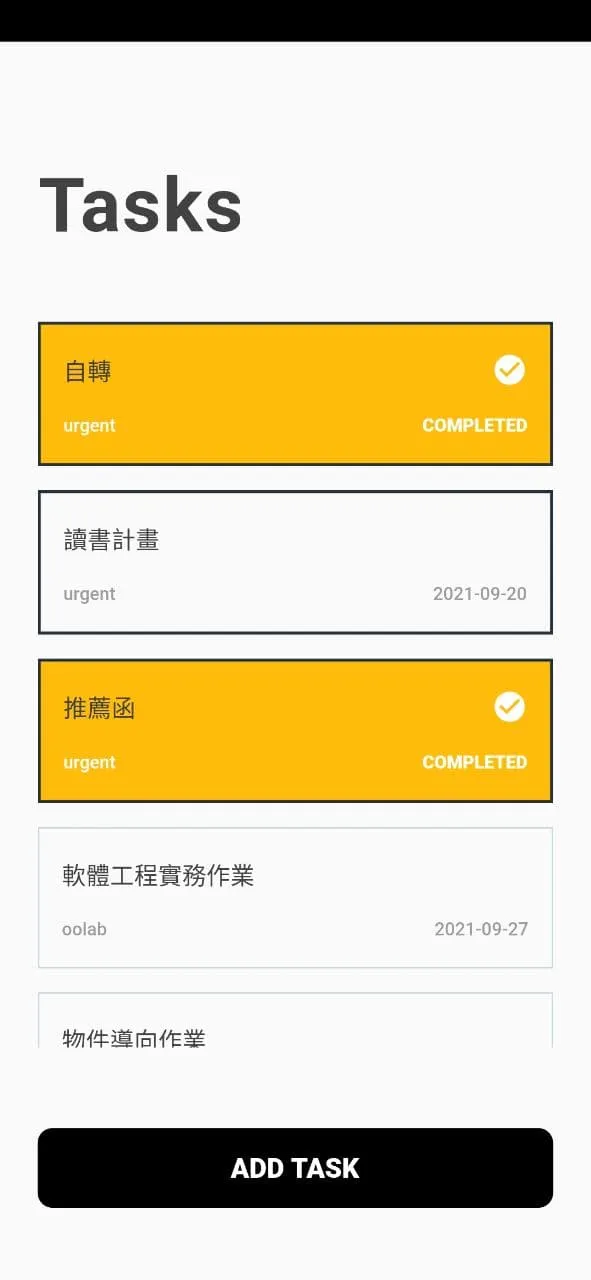 Tasks
自轉
urgent
COMPLETED
讀書計畫
urgent
2021-09-20
推薦函
urgent
COMPLETED
軟體工程實務作業
oolab
2021-09-27
物件導向作業
ADD TASK